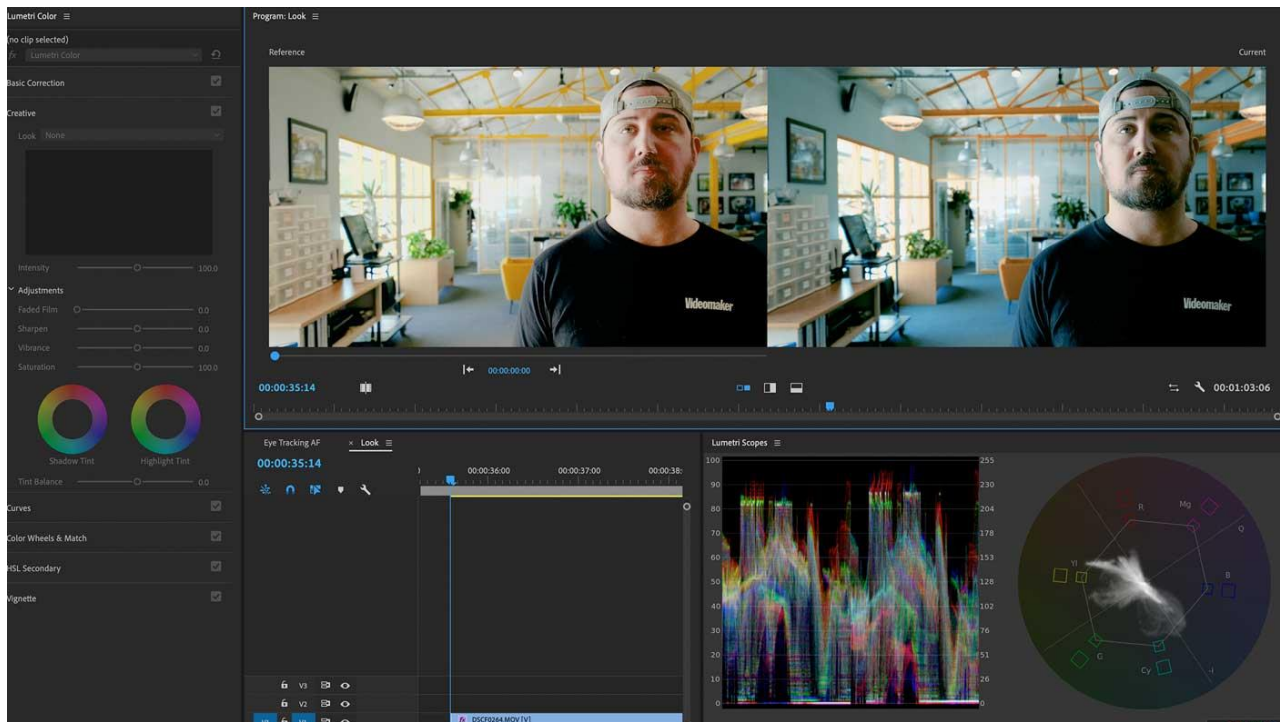 Lumetri Color
(no clip selected)
fx Lumetri Color
Basic Correction
Creative
Look None
Intensity 100.0
Adjustments
Faded Film 0.0
Sharpen 0.0
Vibrance 0.0
Saturation 100.0
Shadow Tint Highlight Tint
Tint Balance 0.0
Curves
Color Wheels & Match
HSL Secondary
Vignette
Program: Look
Reference Current
Videomaker Videomaker
00:00:00:00
00:00:35:14 00:01:03:06
Eye Tracking AF × Look
00:00:35:14
00:00:36:00 00:00:37:00 00:00:38:
V3
V2
fx DSCF0264.MOV [V]
Lumetri Scopes
100 255
90 230
80 204
70 178
60 153
50 128
40 102
30 76
20 51
10 26
0 0
R Mg
Q
Yl B
G
Cy -I